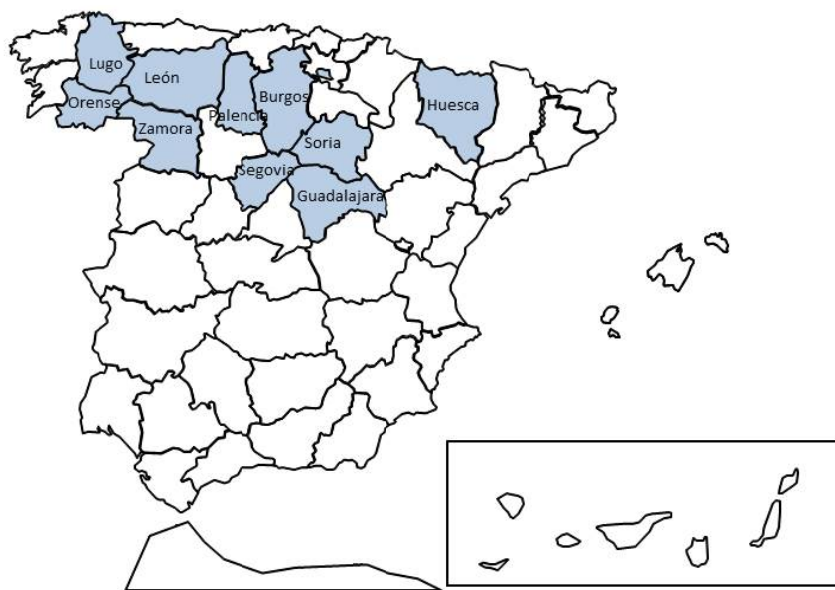 Lugo
León
Huesca
Burgos
Orense
Palencia
Zamora
Soria
Segovia
Guadalajara